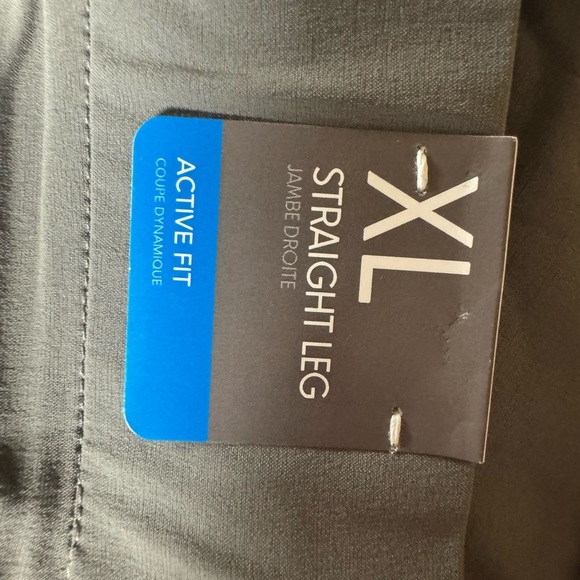 XL
STRAIGHT LEG
JAMBE DROITE
ACTIVE FIT
COUPE DYNAMIQUE